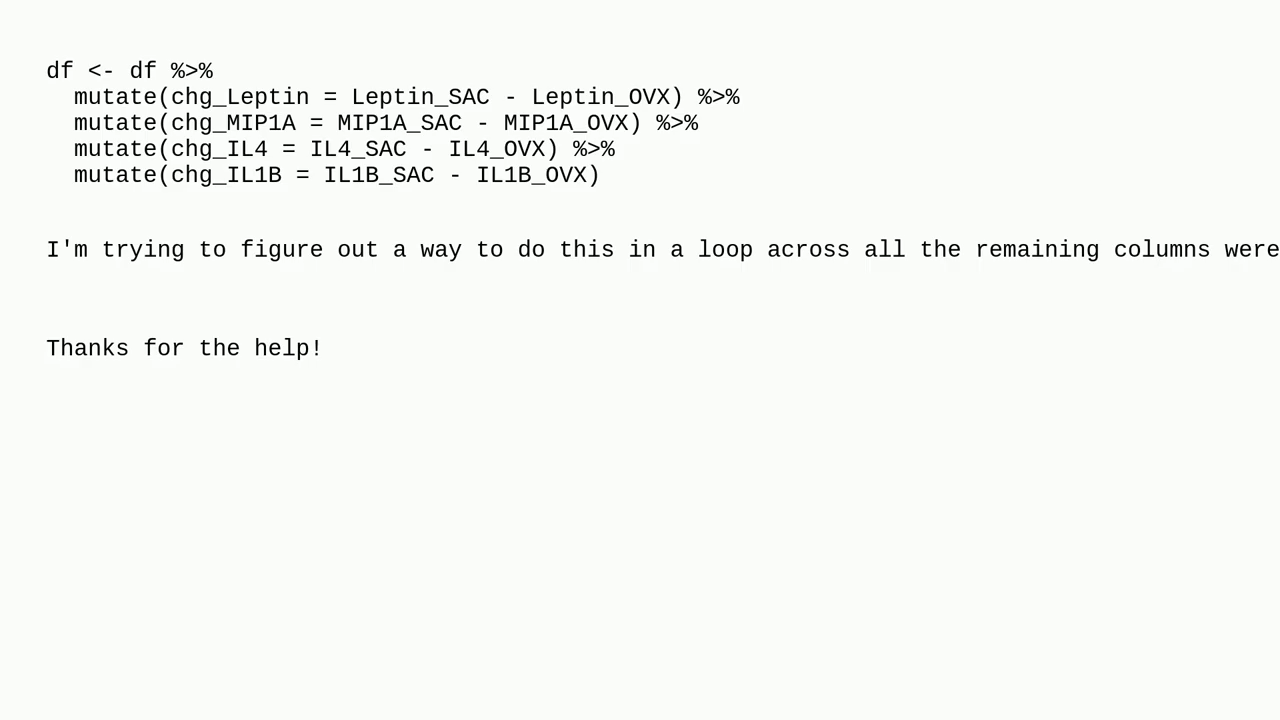 df <- df %>%
  mutate(chg_Leptin = Leptin_SAC - Leptin_OVX) %>%
  mutate(chg_MIP1A = MIP1A_SAC - MIP1A_OVX) %>%
  mutate(chg_IL4 = IL4_SAC - IL4_OVX) %>%
  mutate(chg_IL1B = IL1B_SAC - IL1B_OVX)
I'm trying to figure out a way to do this in a loop across all the remaining columns were
Thanks for the help!